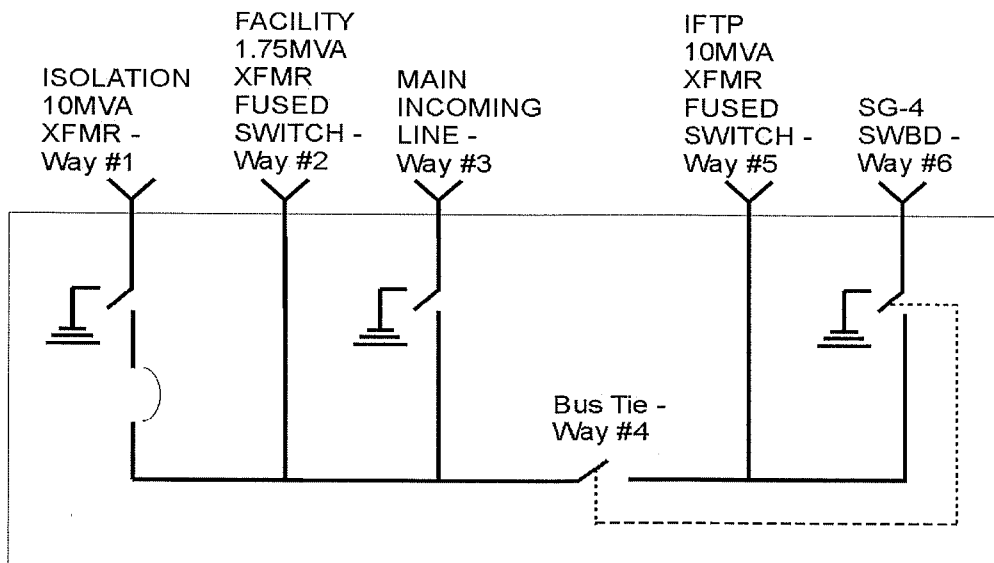 ISOLATION
10MVA
XFMR -
Way #1
FACILITY
1.75MVA
XFMR
FUSED
SWITCH -
Way #2
MAIN
INCOMING
LINE -
Way #3
IFTP
10MVA
XFMR
FUSED
SWITCH -
Way #5
SG-4
SWBD -
Way #6
Bus Tie -
Way #4